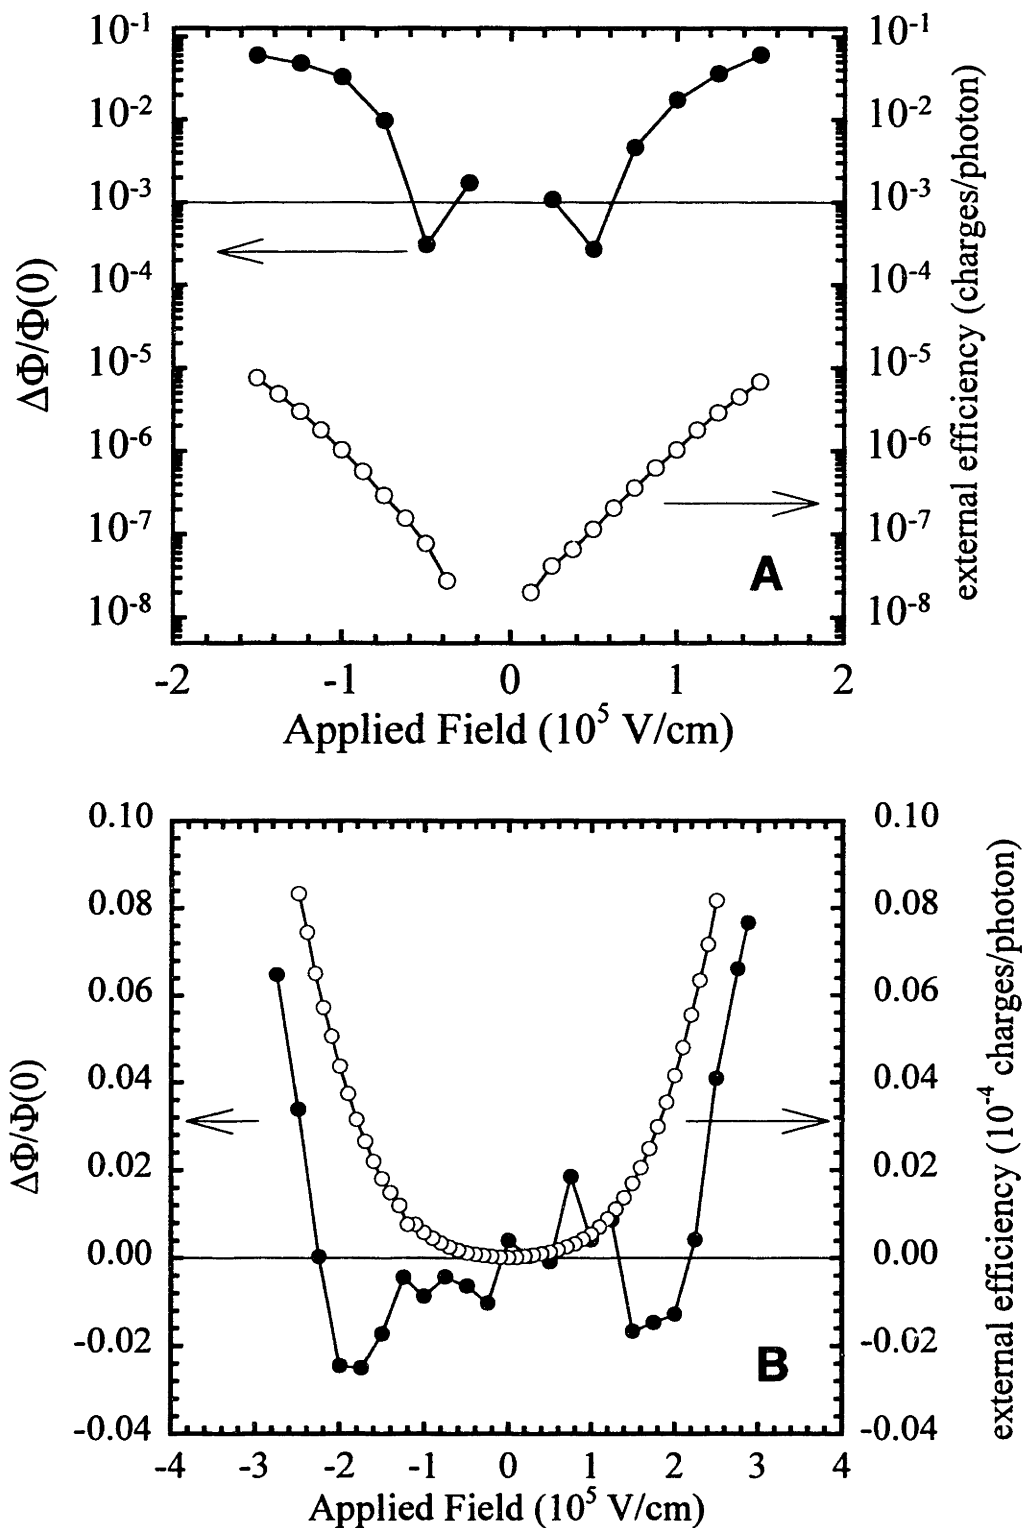 10⁻¹ 10⁻¹
10⁻² 10⁻²
10⁻³ 10⁻³
10⁻⁴ 10⁻⁴
10⁻⁵ 10⁻⁵
10⁻⁶ 10⁻⁶
10⁻⁷ 10⁻⁷
10⁻⁸ 10⁻⁸
ΔΦ/Φ(0)
external efficiency (charges/photon)
A
-2 -1 0 1 2
Applied Field (10⁵ V/cm)
0.10 0.10
0.08 0.08
0.06 0.06
0.04 0.04
0.02 0.02
0.00 0.00
-0.02 -0.02
-0.04 -0.04
ΔΦ/Φ(0)
external efficiency (10⁻⁴ charges/photon)
B
-4 -3 -2 -1 0 1 2 3 4
Applied Field (10⁵ V/cm)